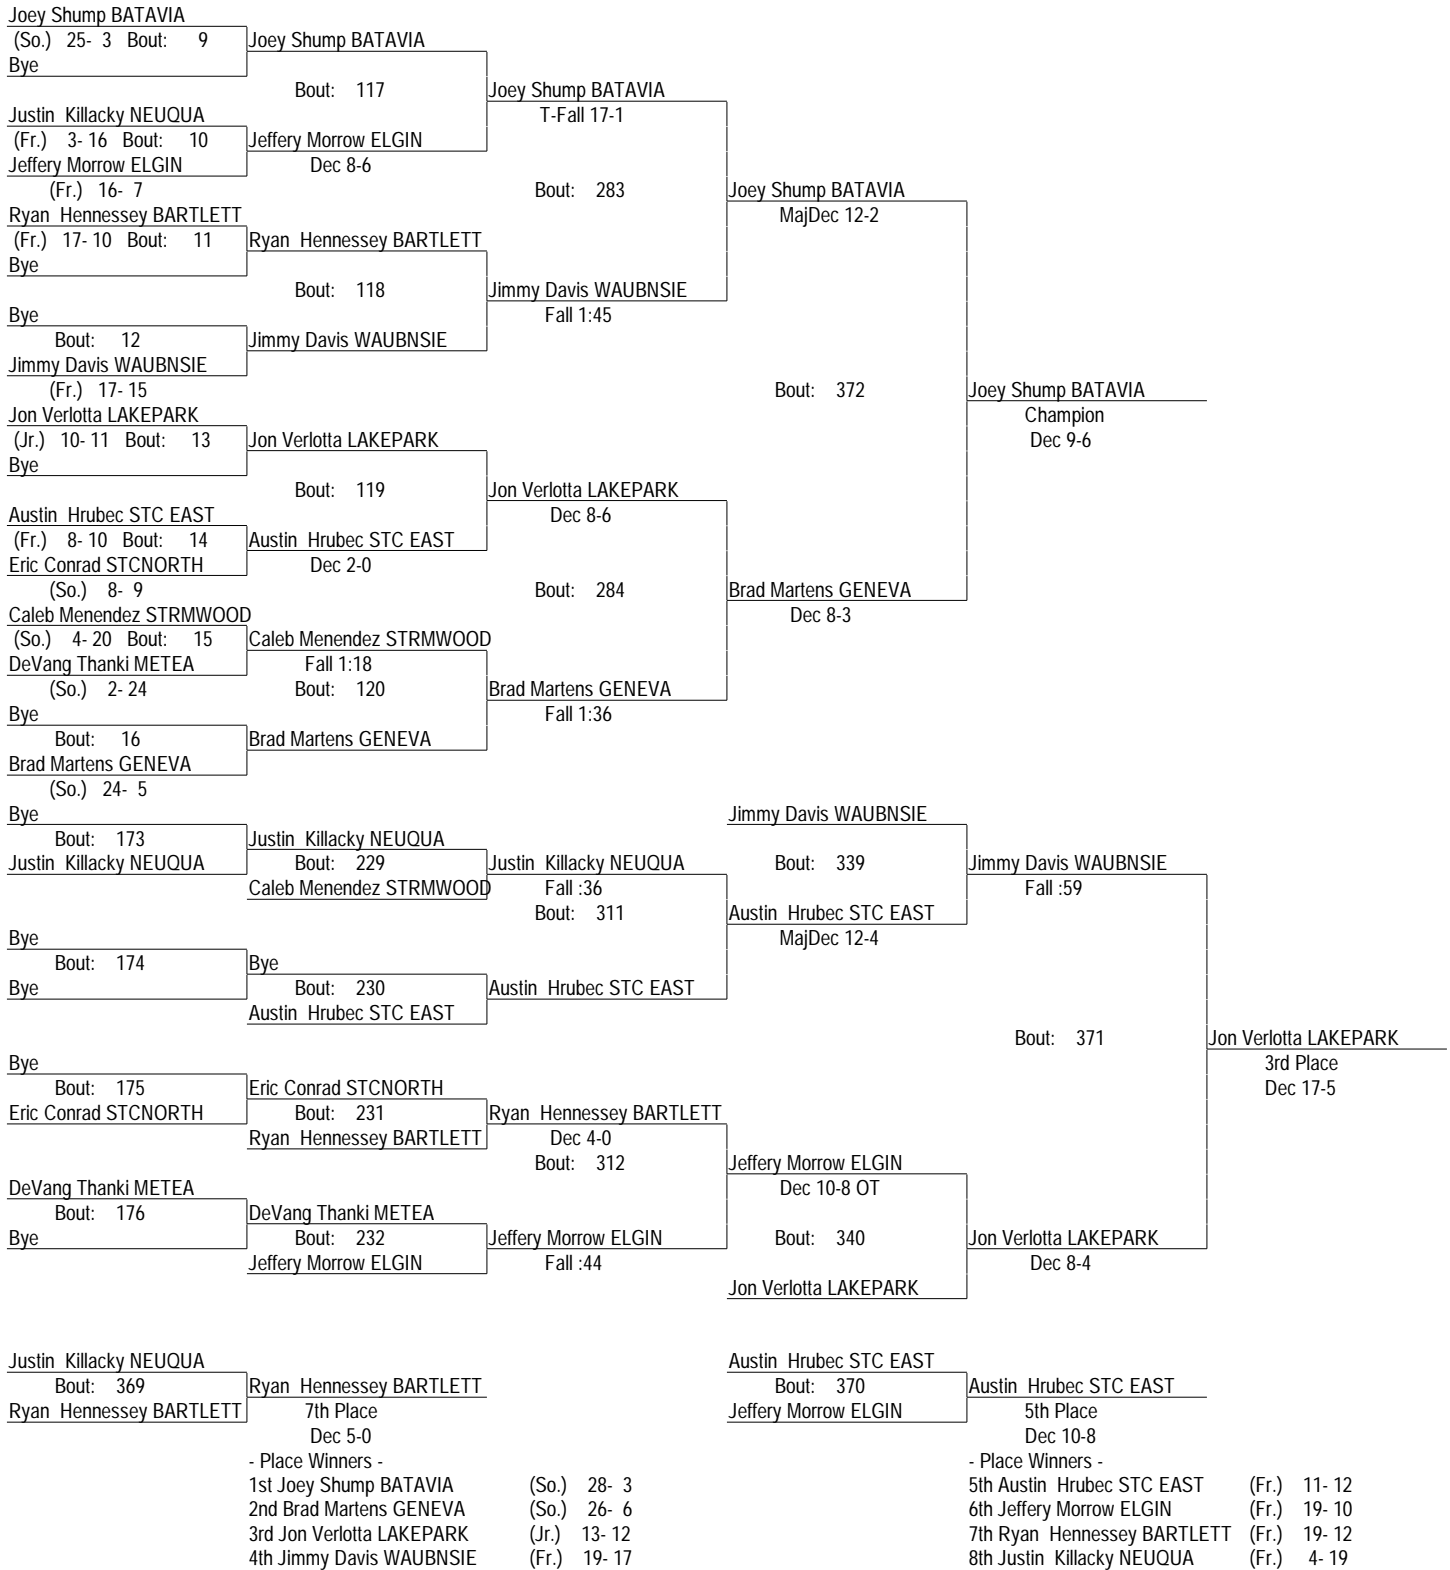 Joey Shump BATAVIA
(So.) 25- 3 Bout: 9 Joey Shump BATAVIA
Bye
Bout: 117 Joey Shump BATAVIA
Justin Killacky NEUQUA T-Fall 17-1
(Fr.) 3- 16 Bout: 10 Jeffery Morrow ELGIN
Jeffery Morrow ELGIN Dec 8-6
(Fr.) 16- 7 Bout: 283 Joey Shump BATAVIA
Ryan Hennessey BARTLETT MajDec 12-2
(Fr.) 17- 10 Bout: 11 Ryan Hennessey BARTLETT
Bye
Bout: 118 Jimmy Davis WAUBNSIE
Bye Fall 1:45
Bout: 12 Jimmy Davis WAUBNSIE
Jimmy Davis WAUBNSIE
(Fr.) 17- 15 Bout: 372 Joey Shump BATAVIA
Jon Verlotta LAKEPARK Champion
(Jr.) 10- 11 Bout: 13 Jon Verlotta LAKEPARK Dec 9-6
Bye
Bout: 119 Jon Verlotta LAKEPARK
Austin Hrubec STC EAST Dec 8-6
(Fr.) 8- 10 Bout: 14 Austin Hrubec STC EAST
Eric Conrad STCNORTH Dec 2-0
(So.) 8- 9 Bout: 284 Brad Martens GENEVA
Caleb Menendez STRMWOOD Dec 8-3
(So.) 4- 20 Bout: 15 Caleb Menendez STRMWOOD
DeVang Thanki METEA Fall 1:18
(So.) 2- 24 Bout: 120 Brad Martens GENEVA
Bye Fall 1:36
Bout: 16 Brad Martens GENEVA
Brad Martens GENEVA
(So.) 24- 5
Bye Jimmy Davis WAUBNSIE
Bout: 173 Justin Killacky NEUQUA
Justin Killacky NEUQUA Bout: 229 Justin Killacky NEUQUA Bout: 339 Jimmy Davis WAUBNSIE
Caleb Menendez STRMWOOD Fall :36 Fall :59
Bout: 311 Austin Hrubec STC EAST
Bye MajDec 12-4
Bout: 174 Bye
Bye Bout: 230 Austin Hrubec STC EAST
Austin Hrubec STC EAST
Bout: 371 Jon Verlotta LAKEPARK
Bye 3rd Place
Bout: 175 Eric Conrad STCNORTH Dec 17-5
Eric Conrad STCNORTH Bout: 231 Ryan Hennessey BARTLETT
Ryan Hennessey BARTLETT Dec 4-0
Bout: 312 Jeffery Morrow ELGIN
DeVang Thanki METEA Dec 10-8 OT
Bout: 176 DeVang Thanki METEA
Bye Bout: 232 Jeffery Morrow ELGIN Bout: 340 Jon Verlotta LAKEPARK
Jeffery Morrow ELGIN Fall :44 Dec 8-4
Jon Verlotta LAKEPARK
Justin Killacky NEUQUA Austin Hrubec STC EAST
Bout: 369 Ryan Hennessey BARTLETT Bout: 370 Austin Hrubec STC EAST
Ryan Hennessey BARTLETT 7th Place Jeffery Morrow ELGIN 5th Place
Dec 5-0 Dec 10-8
- Place Winners - - Place Winners -
1st Joey Shump BATAVIA (So.) 28- 3 5th Austin Hrubec STC EAST (Fr.) 11- 12
2nd Brad Martens GENEVA (So.) 26- 6 6th Jeffery Morrow ELGIN (Fr.) 19- 10
3rd Jon Verlotta LAKEPARK (Jr.) 13- 12 7th Ryan Hennessey BARTLETT (Fr.) 19- 12
4th Jimmy Davis WAUBNSIE (Fr.) 19- 17 8th Justin Killacky NEUQUA (Fr.) 4- 19